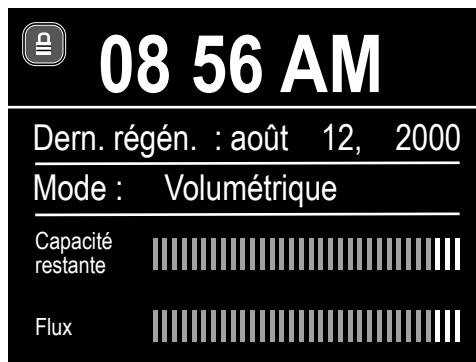 08 56 AM
Dern. régén. : août 12, 2000
Mode : Volumétrique
Capacité
restante
Flux